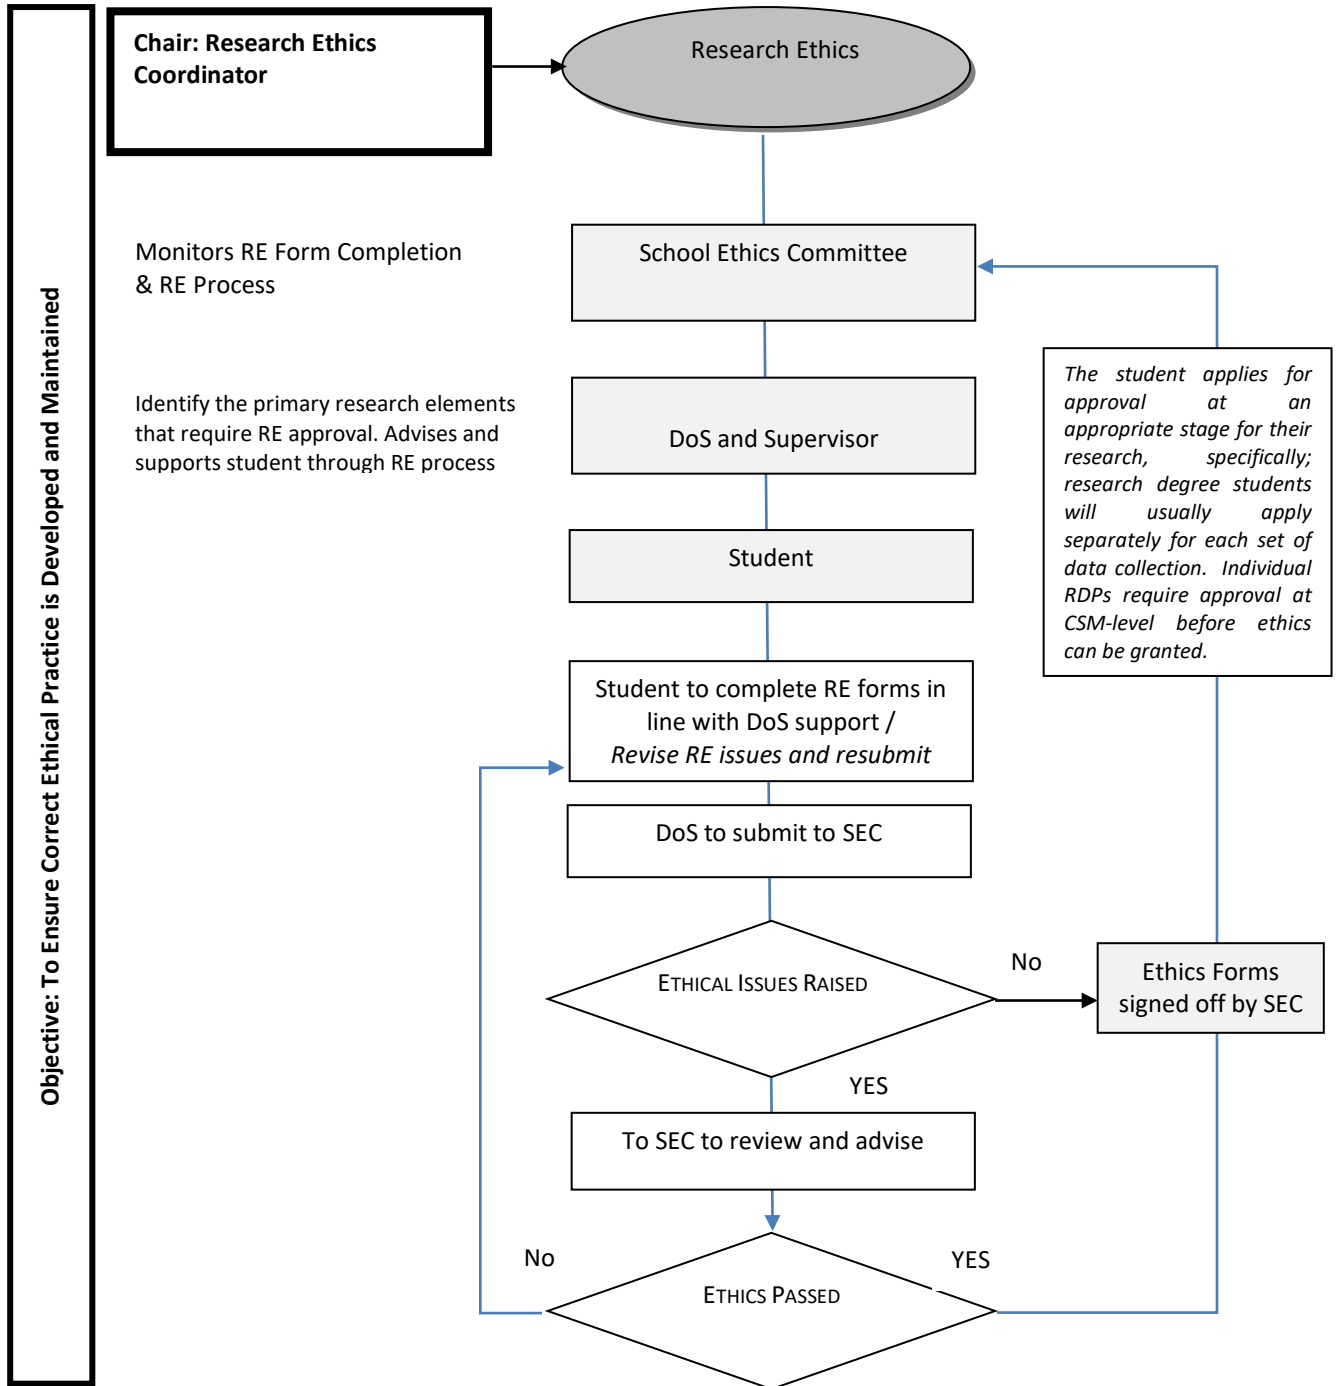 Objective: To Ensure Correct Ethical Practice is Developed and Maintained
Chair: Research Ethics
Coordinator
Research Ethics
Monitors RE Form Completion
& RE Process
School Ethics Committee
Identify the primary research elements
that require RE approval. Advises and
supports student through RE process
DoS and Supervisor
The student applies for
approval at an
appropriate stage for their
research, specifically;
research degree students
will usually apply
separately for each set of
data collection. Individual
RDPs require approval at
CSM-level before ethics
can be granted.
Student
Student to complete RE forms in
line with DoS support /
Revise RE issues and resubmit
DoS to submit to SEC
ETHICAL ISSUES RAISED
No
Ethics Forms
signed off by SEC
YES
To SEC to review and advise
No
YES
ETHICS PASSED